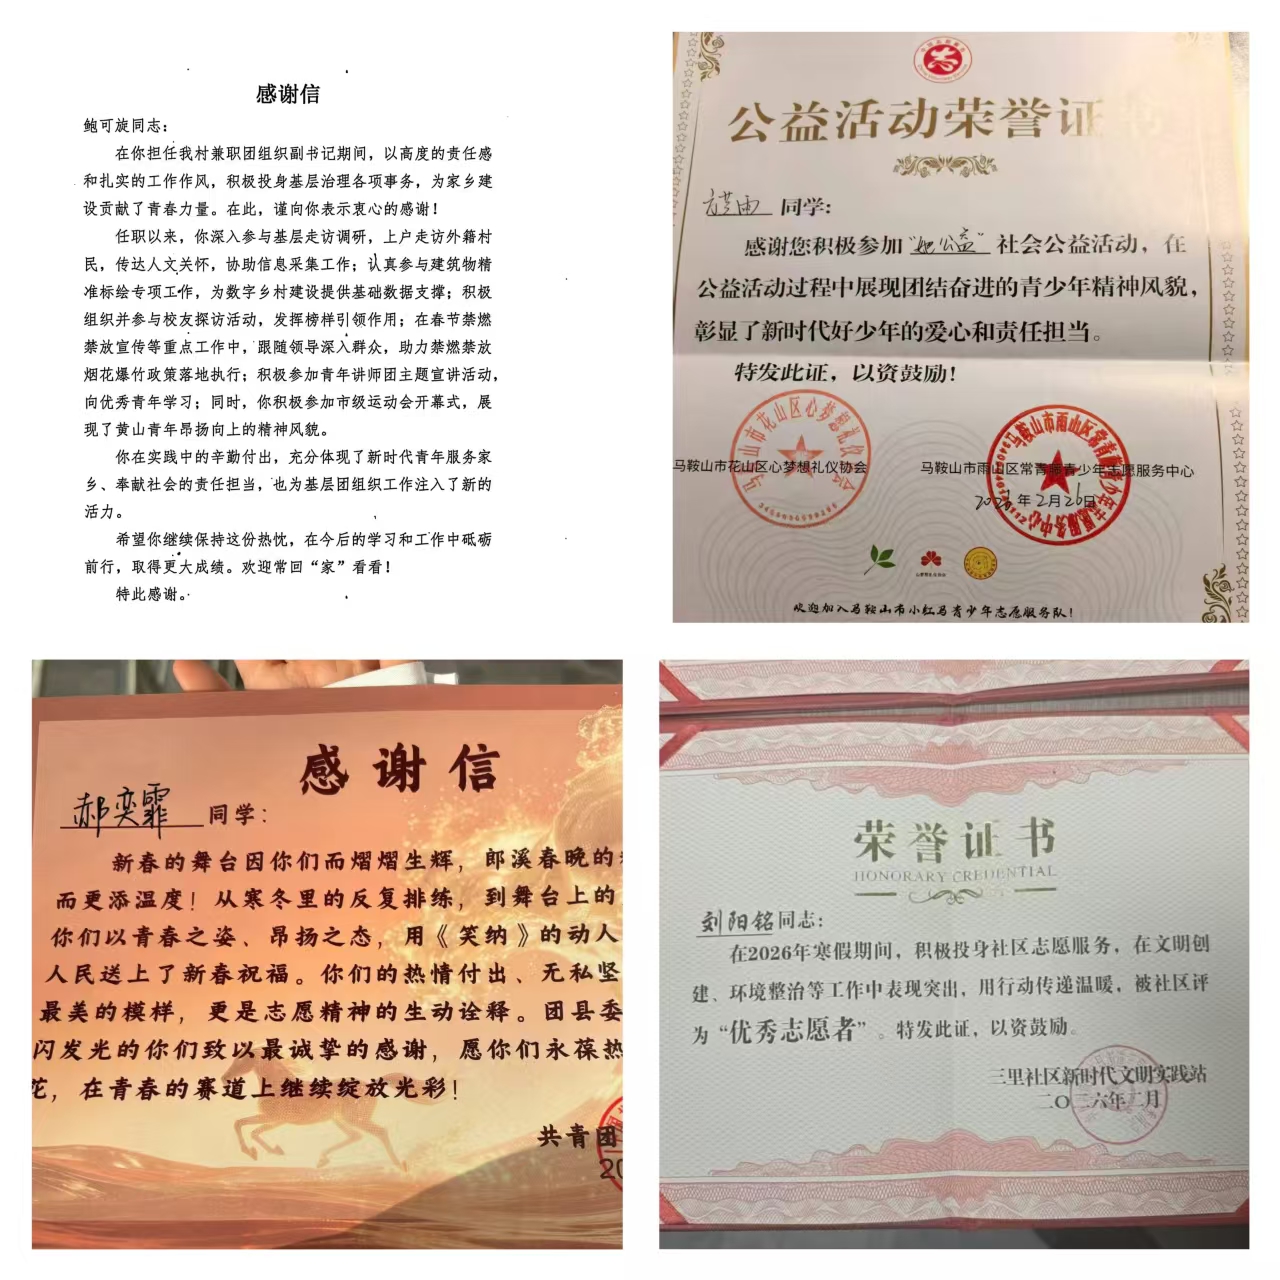 感谢信
鲍可旋同志：
在你担任我村兼职团组织副书记期间，以高度的责任感
和扎实的工作作风，积极投身基层治理各项事务，为家乡建
设贡献了青春力量。在此，谨向你表示衷心的感谢！
任职以来，你深入参与基层走访调研，上户走访外籍村
民，传达人文关怀，协助信息采集工作；认真参与建筑物精
准标绘专项工作，为数字乡村建设提供基础数据支撑；积极
组织并参与校友探访活动，发挥榜样引领作用；在春节禁燃
禁放宣传等重点工作中，跟随领导深入群众，助力禁燃禁放
烟花爆竹政策落地执行；积极参加青年讲师团主题宣讲活动，
向优秀青年学习；同时，你积极参加市级运动会开幕式，展
现了黄山青年昂扬向上的精神风貌。
你在实践中的辛勤付出，充分体现了新时代青年服务家
乡、奉献社会的责任担当，也为基层团组织工作注入了新的
活力。
希望你继续保持这份热忱，在今后的学习和工作中砥砺
前行，取得更大成绩。欢迎常回“家”看看！
特此感谢。
公益活动荣誉证书
同学：
感谢您积极参加“她公益”社会公益活动，在
公益活动过程中展现团结奋进的青少年精神风貌，
彰显了新时代好少年的爱心和责任担当。
特发此证，以资鼓励！
马鞍山市花山区心梦想礼仪协会
马鞍山市雨山区常青藤青少年志愿服务中心
2026年2月26日
欢迎加入马鞍山市小红马青少年志愿服务队！
感谢信
郝奕霏 同学：
新春的舞台因你们而熠熠生辉，郎溪春晚的
而更添温度！从寒冬里的反复排练，到舞台上的
你们以青春之姿、昂扬之态，用《笑纳》的动人
人民送上了新春祝福。你们的热情付出、无私坚
最美的模样，更是志愿精神的生动诠释。团县委
闪发光的你们致以最诚挚的感谢，愿你们永葆热
花，在青春的赛道上继续绽放光彩！
共青团
20
荣誉证书
HONORARY CREDENTIAL
刘阳铭同志：
在2026年寒假期间，积极投身社区志愿服务，在文明创
建、环境整治等工作中表现突出，用行动传递温暖，被社区评
为“优秀志愿者”。特发此证，以资鼓励。
三里社区新时代文明实践站
二〇二六年二月